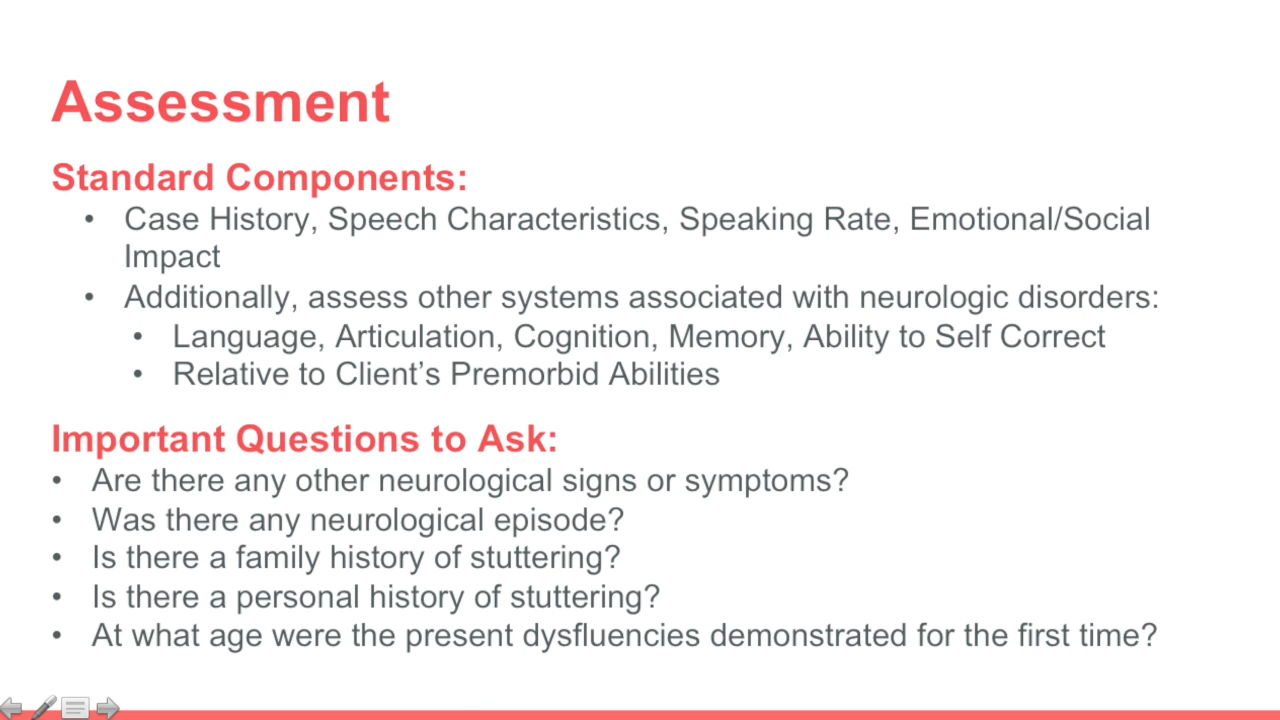 Assessment
Standard Components:
• Case History, Speech Characteristics, Speaking Rate, Emotional/Social
Impact
• Additionally, assess other systems associated with neurologic disorders:
• Language, Articulation, Cognition, Memory, Ability to Self Correct
• Relative to Client’s Premorbid Abilities
Important Questions to Ask:
• Are there any other neurological signs or symptoms?
• Was there any neurological episode?
• Is there a family history of stuttering?
• Is there a personal history of stuttering?
• At what age were the present dysfluencies demonstrated for the first time?